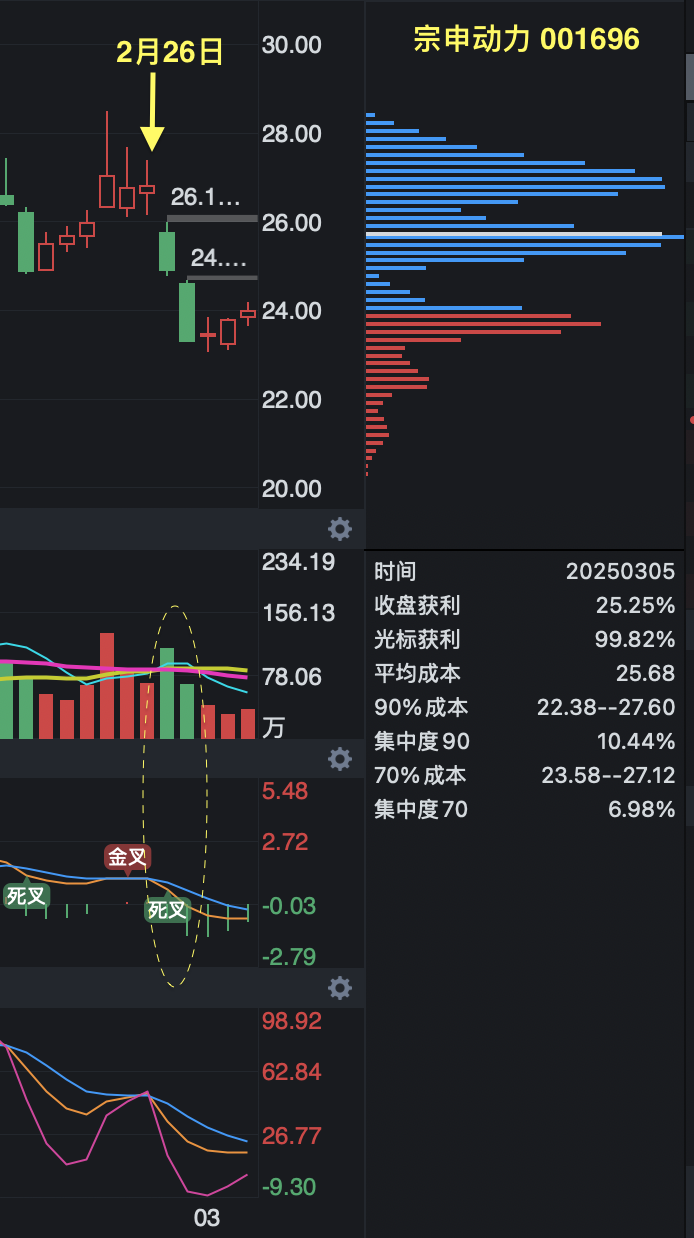 2月26日
宗申动力 001696
30.00
28.00
26.1...
26.00
24....
24.00
22.00
20.00
234.19
156.13
78.06
万
5.48
2.72
金叉
死叉
死叉
-0.03
-2.79
98.92
62.84
26.77
-9.30
03
时间 20250305
收盘获利 25.25%
光标获利 99.82%
平均成本 25.68
90%成本 22.38--27.60
集中度90 10.44%
70%成本 23.58--27.12
集中度70 6.98%